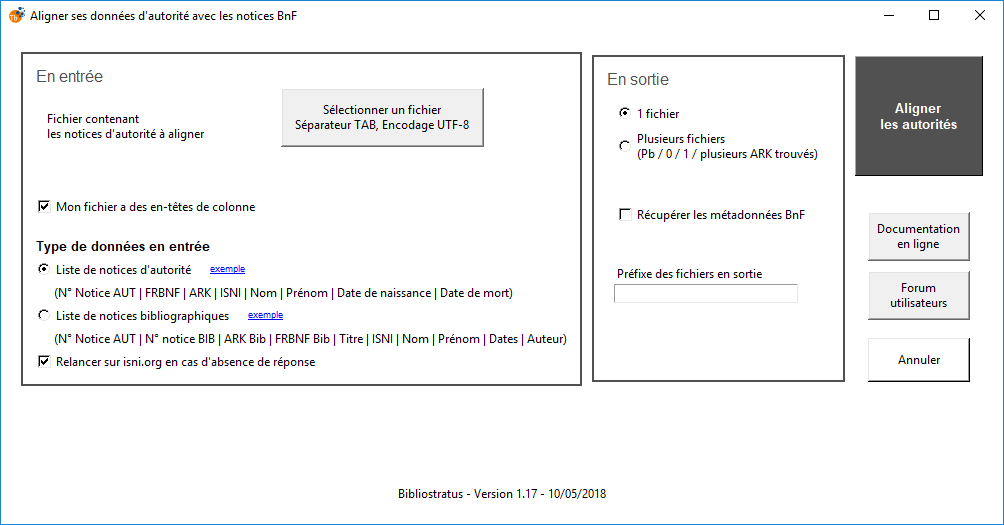 Aligner ses données d'autorité avec les notices BnF
En entrée
Fichier contenant
les notices d'autorité à aligner
Sélectionner un fichier
Séparateur TAB, Encodage UTF-8
Mon fichier a des en-têtes de colonne
Type de données en entrée
Liste de notices d'autorité exemple
(N° Notice AUT | FRBNF | ARK | ISNI | Nom | Prénom | Date de naissance | Date de mort)
Liste de notices bibliographiques exemple
(N° Notice AUT | N° notice BIB | ARK Bib | FRBNF Bib | Titre | ISNI | Nom | Prénom | Dates | Auteur)
Relancer sur isni.org en cas d'absence de réponse
En sortie
1 fichier
Plusieurs fichiers
(Pb / 0 / 1 / plusieurs ARK trouvés)
Récupérer les métadonnées BnF
Préfixe des fichiers en sortie
Aligner
les autorités
Documentation
en ligne
Forum
utilisateurs
Annuler
Bibliostratus - Version 1.17 - 10/05/2018